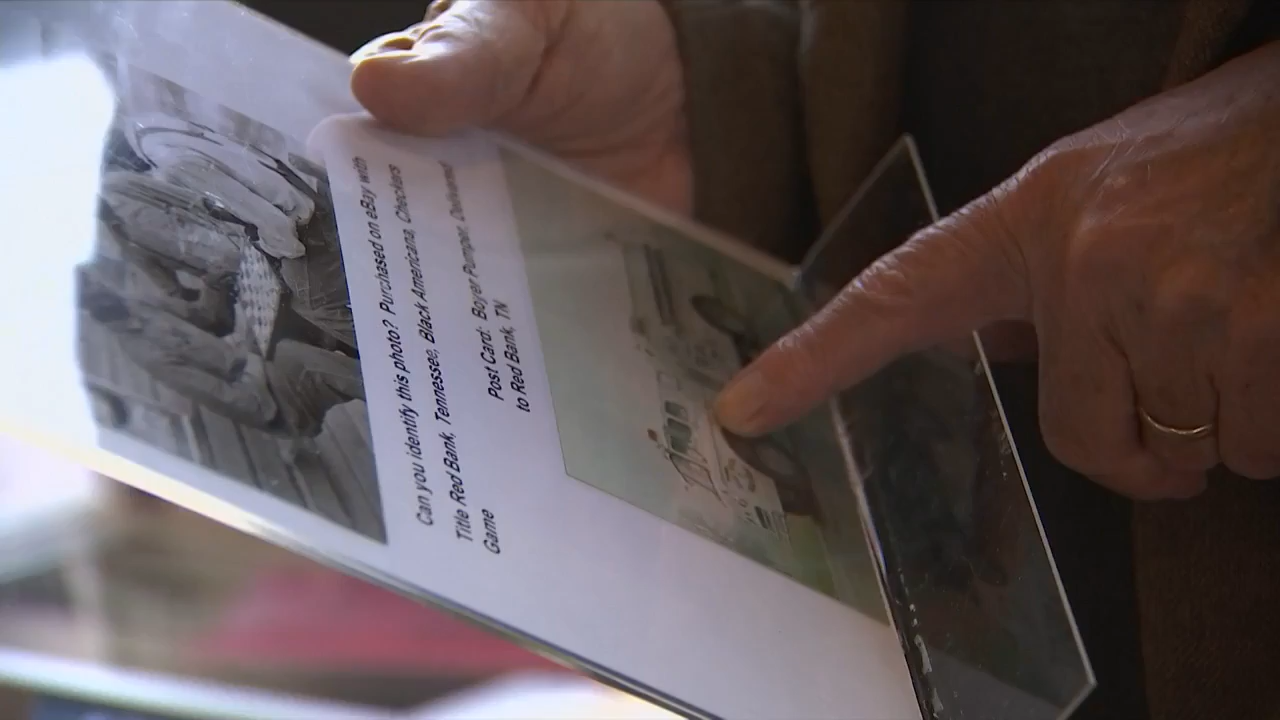 Can you identify this photo? Purchased on eBay with
Title Red Bank, Tennessee, Black Americana, Checkers
Game
Post Card: Boyer Pumper, Delivered
to Red Bank, TN